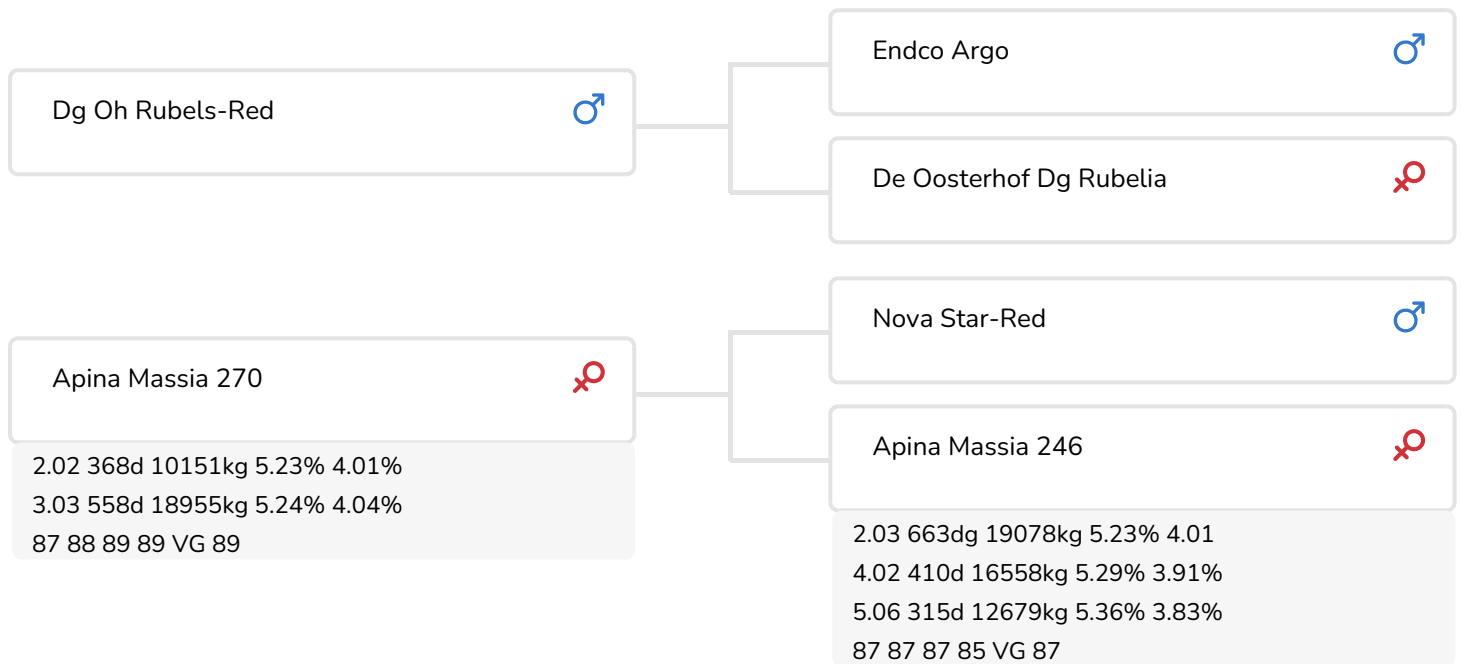 Dg Oh Rubels-Red
Endco Argo
De Oosterhof Dg Rubelia
Apina Massia 270
2.02 368d 10151kg 5.23% 4.01%
3.03 558d 18955kg 5.24% 4.04%
87 88 89 89 VG 89
Nova Star-Red
Apina Massia 246
2.03 663dg 19078kg 5.23% 4.01
4.02 410d 16558kg 5.29% 3.91%
5.06 315d 12679kg 5.36% 3.83%
87 87 87 85 VG 87